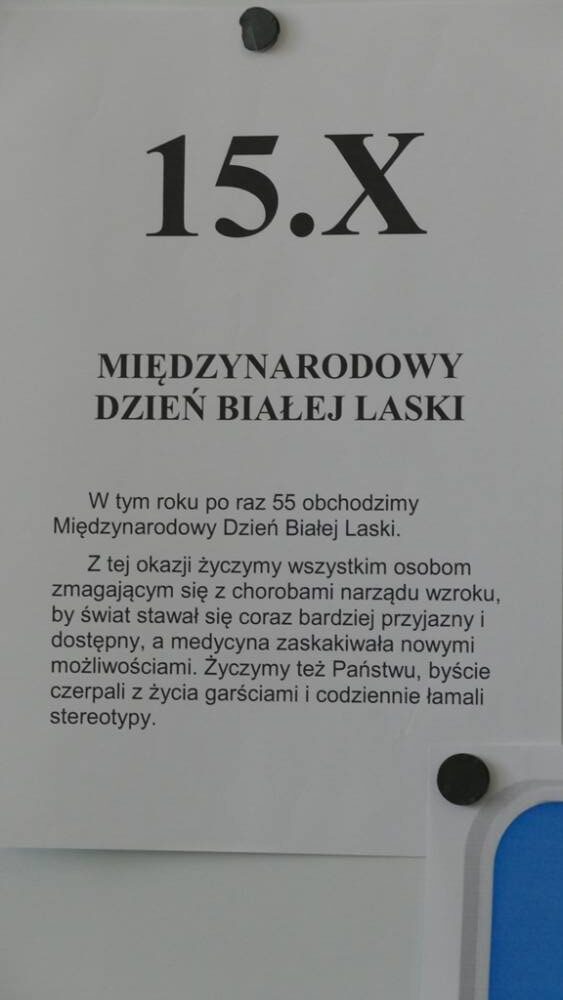 15.X
MIĘDZYNARODOWY
DZIEŃ BIAŁEJ LASKI
W tym roku po raz 55 obchodzimy
Międzynarodowy Dzień Białej Laski.
Z tej okazji życzymy wszystkim osobom
zmagającym się z chorobami narządu wzroku,
by świat stawał się coraz bardziej przyjazny i
dostępny, a medycyna zaskakiwała nowymi
możliwościami. Życzymy też Państwu, byście
czerpali z życia garściami i codziennie łamali
stereotypy.